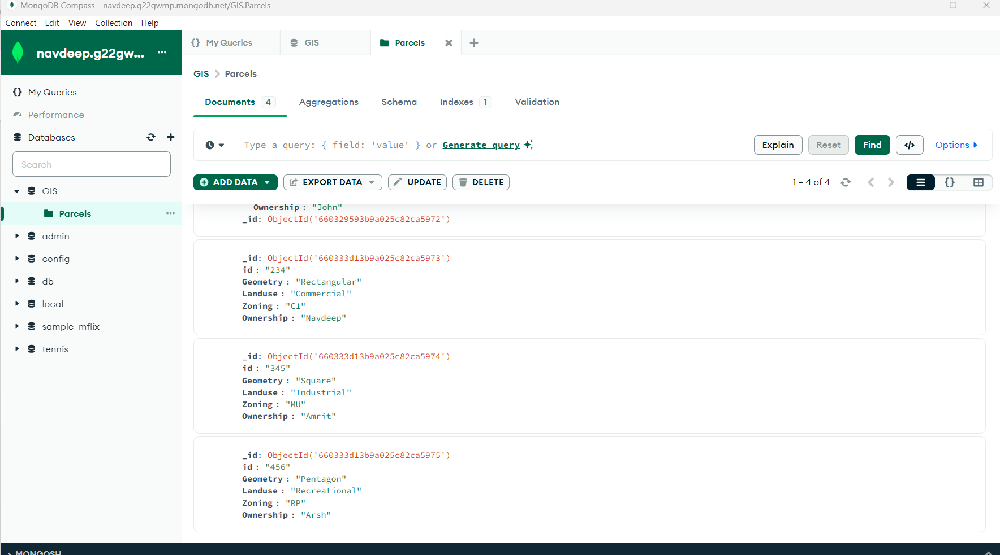 MongoDB Compass - navdeep.g22gwmp.mongodb.net/GIS.Parcels
Connect Edit View Collection Help
navdeep.g22gw... ...
My Queries
Performance
Databases
Search
GIS
Parcels
admin
config
db
local
sample_mflix
tennis
{} My Queries GIS Parcels
GIS > Parcels
Documents 4 Aggregations Schema Indexes 1 Validation
Type a query: { field: 'value' } or Generate query
Explain Reset Find </> Options
ADD DATA EXPORT DATA UPDATE DELETE
1 – 4 of 4 {}
Ownership : "John"
_id: ObjectId('660329593b9a025c82ca5972')
_id: ObjectId('660333d13b9a025c82ca5973')
id : "234"
Geometry : "Rectangular"
Landuse : "Commercial"
Zoning : "C1"
Ownership : "Navdeep"
_id: ObjectId('660333d13b9a025c82ca5974')
id : "345"
Geometry : "Square"
Landuse : "Industrial"
Zoning : "MU"
Ownership : "Amrit"
_id: ObjectId('660333d13b9a025c82ca5975')
id : "456"
Geometry : "Pentagon"
Landuse : "Recreational"
Zoning : "RP"
Ownership : "Arsh"
>_MONGOSH